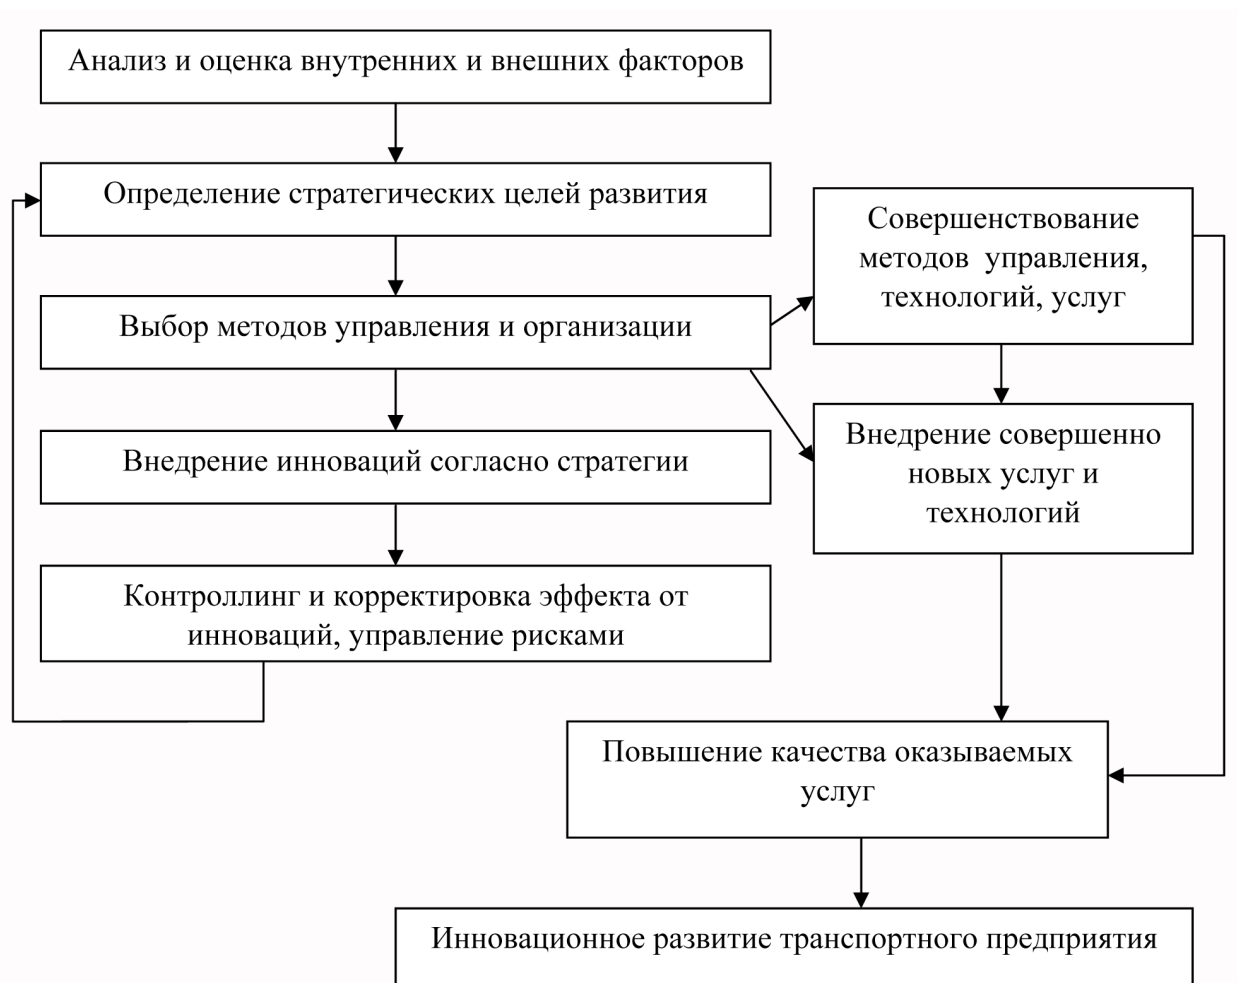 Анализ и оценка внутренних и внешних факторов
Определение стратегических целей развития
Выбор методов управления и организации
Внедрение инноваций согласно стратегии
Контроллинг и корректировка эффекта от
инноваций, управление рисками
Совершенствование
методов управления,
технологий, услуг
Внедрение совершенно
новых услуг и
технологий
Повышение качества оказываемых
услуг
Инновационное развитие транспортного предприятия